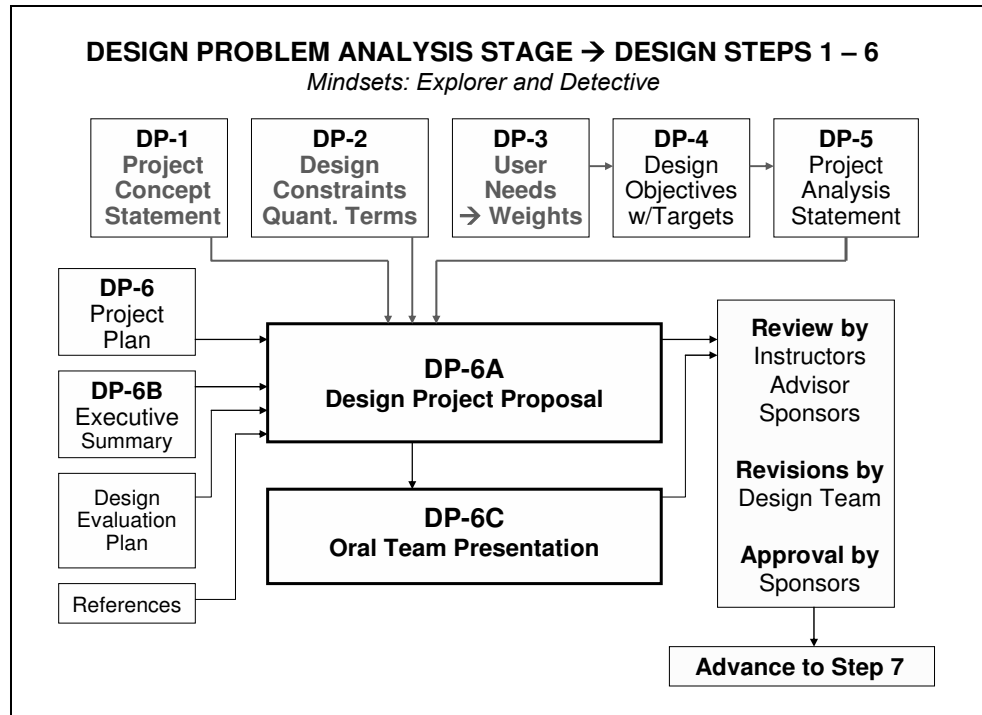 DESIGN PROBLEM ANALYSIS STAGE → DESIGN STEPS 1 – 6
Mindsets: Explorer and Detective
DP-1
Project
Concept
Statement
DP-2
Design
Constraints
Quant. Terms
DP-3
User
Needs
→ Weights
DP-4
Design
Objectives
w/Targets
DP-5
Project
Analysis
Statement
DP-6
Project
Plan
DP-6B
Executive
Summary
Design
Evaluation
Plan
References
DP-6A
Design Project Proposal
DP-6C
Oral Team Presentation
Review by
Instructors
Advisor
Sponsors
Revisions by
Design Team
Approval by
Sponsors
Advance to Step 7